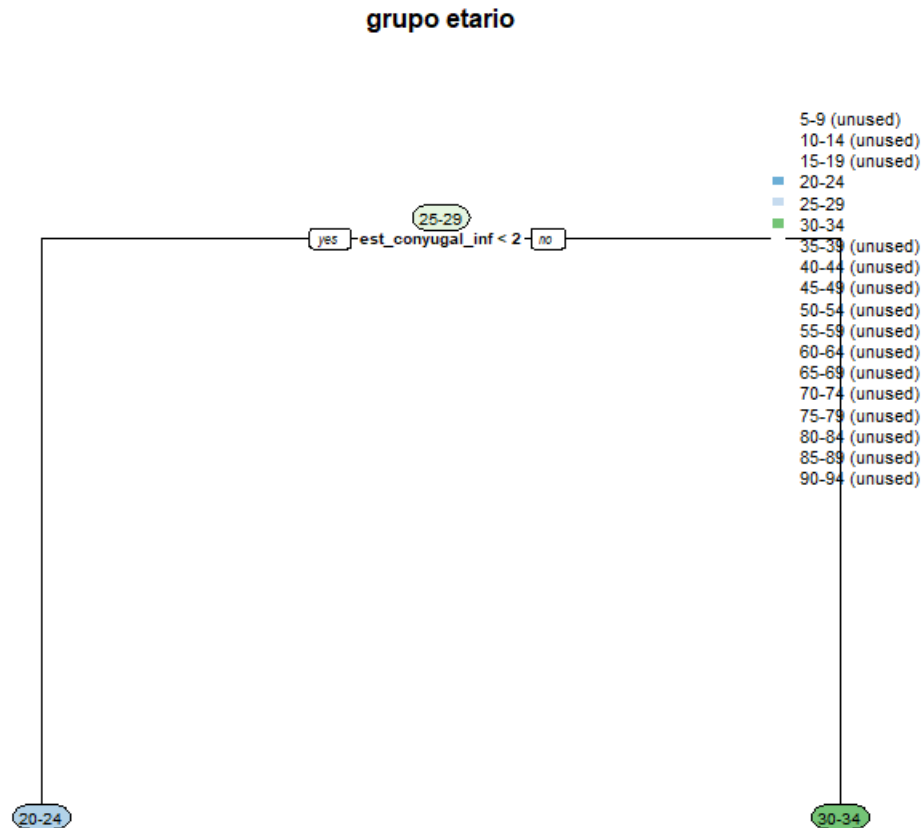 grupo etario
5-9 (unused)
10-14 (unused)
15-19 (unused)
20-24
25-29
30-34
35-39 (unused)
40-44 (unused)
45-49 (unused)
50-54 (unused)
55-59 (unused)
60-64 (unused)
65-69 (unused)
70-74 (unused)
75-79 (unused)
80-84 (unused)
85-89 (unused)
90-94 (unused)
25-29
yes est_conyugal_inf < 2 no
20-24
30-34